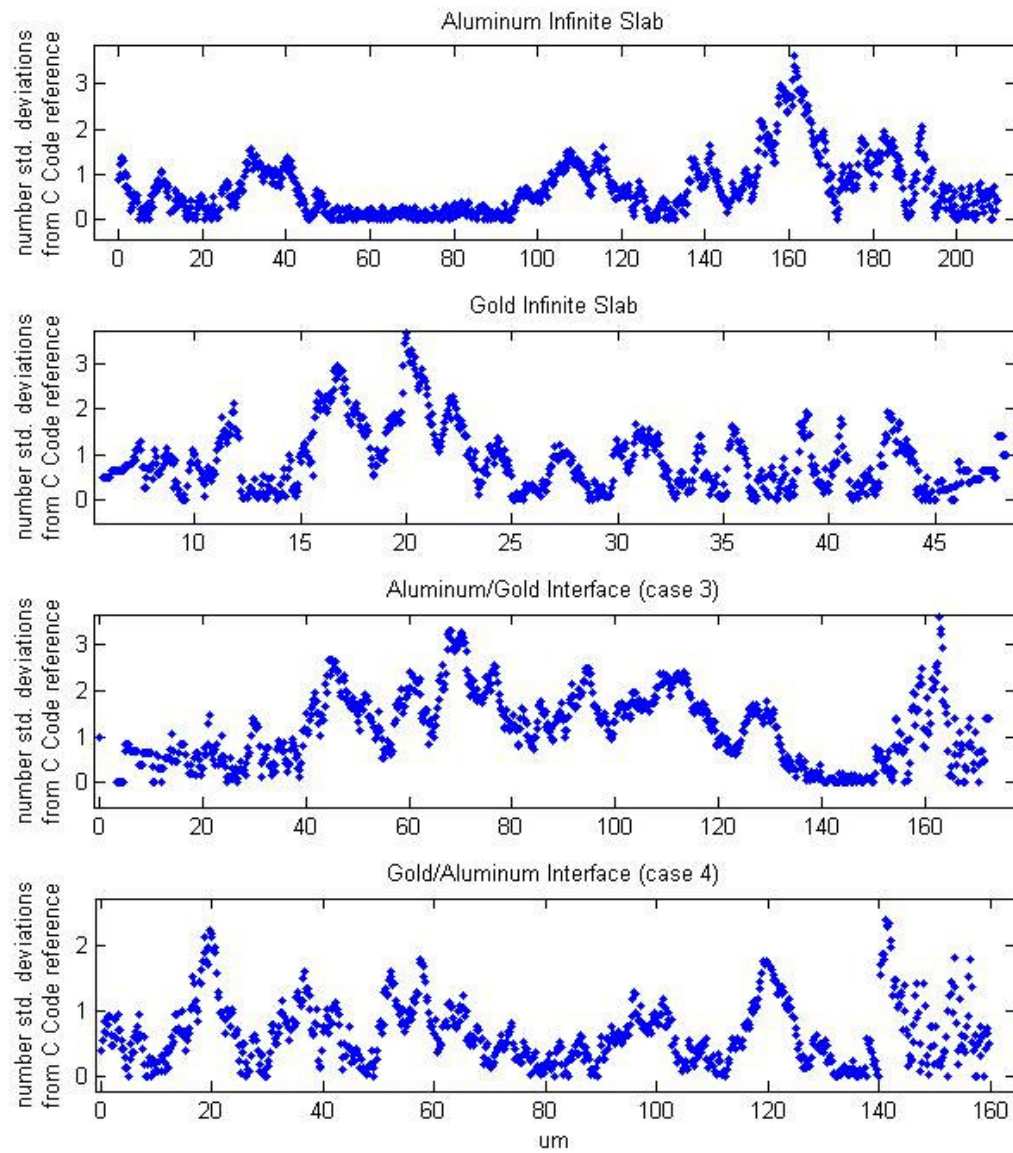 Aluminum Infinite Slab
number std. deviations
from C Code reference
3
2
1
0
0 20 40 60 80 100 120 140 160 180 200
Gold Infinite Slab
number std. deviations
from C Code reference
3
2
1
0
10 15 20 25 30 35 40 45
Aluminum/Gold Interface (case 3)
number std. deviations
from C Code reference
3
2
1
0
0 20 40 60 80 100 120 140 160
Gold/Aluminum Interface (case 4)
number std. deviations
from C Code reference
2
1
0
0 20 40 60 80 100 120 140 160
um